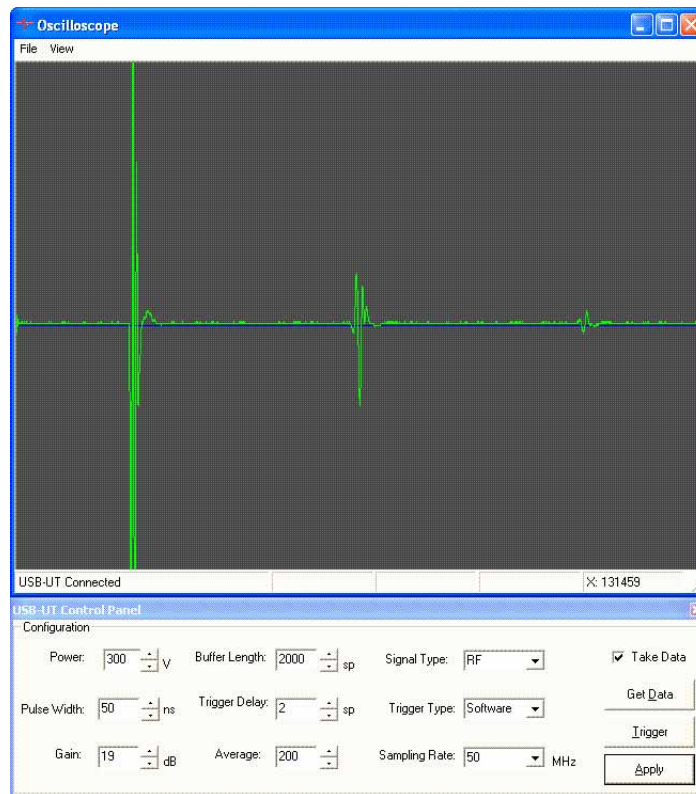 Oscilloscope
File View
USB-UT Connected X: 131459
USB-UT Control Panel
Configuration
Power: 300 V Buffer Length: 2000 sp Signal Type: RF Take Data
Pulse Width: 50 ns Trigger Delay: 2 sp Trigger Type: Software Get Data
Trigger
Gain: 19 dB Average: 200 Sampling Rate: 50 MHz Apply